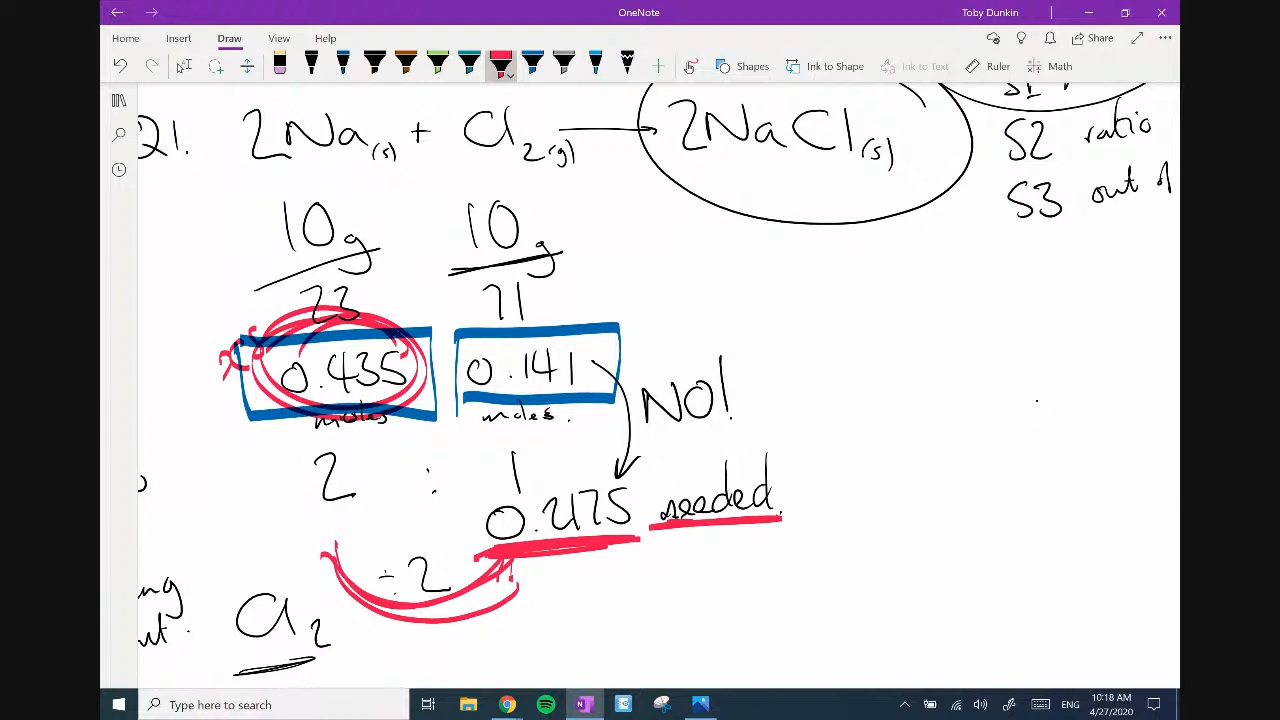 OneNote
Toby Dunkin
Home Insert Draw View Help
Share
Shapes Ink to Shape Ink to Text Ruler Math
Q1. 2Na(s) + Cl2(g) → 2NaCl(s)
S2 ratio
S3 out of
10g 10g
23 71
0.435 0.141
moles moles.
NO!
2 : 1
0.2175 needed.
÷2
Cl2
Type here to search
ENG
10:18 AM
4/27/2020